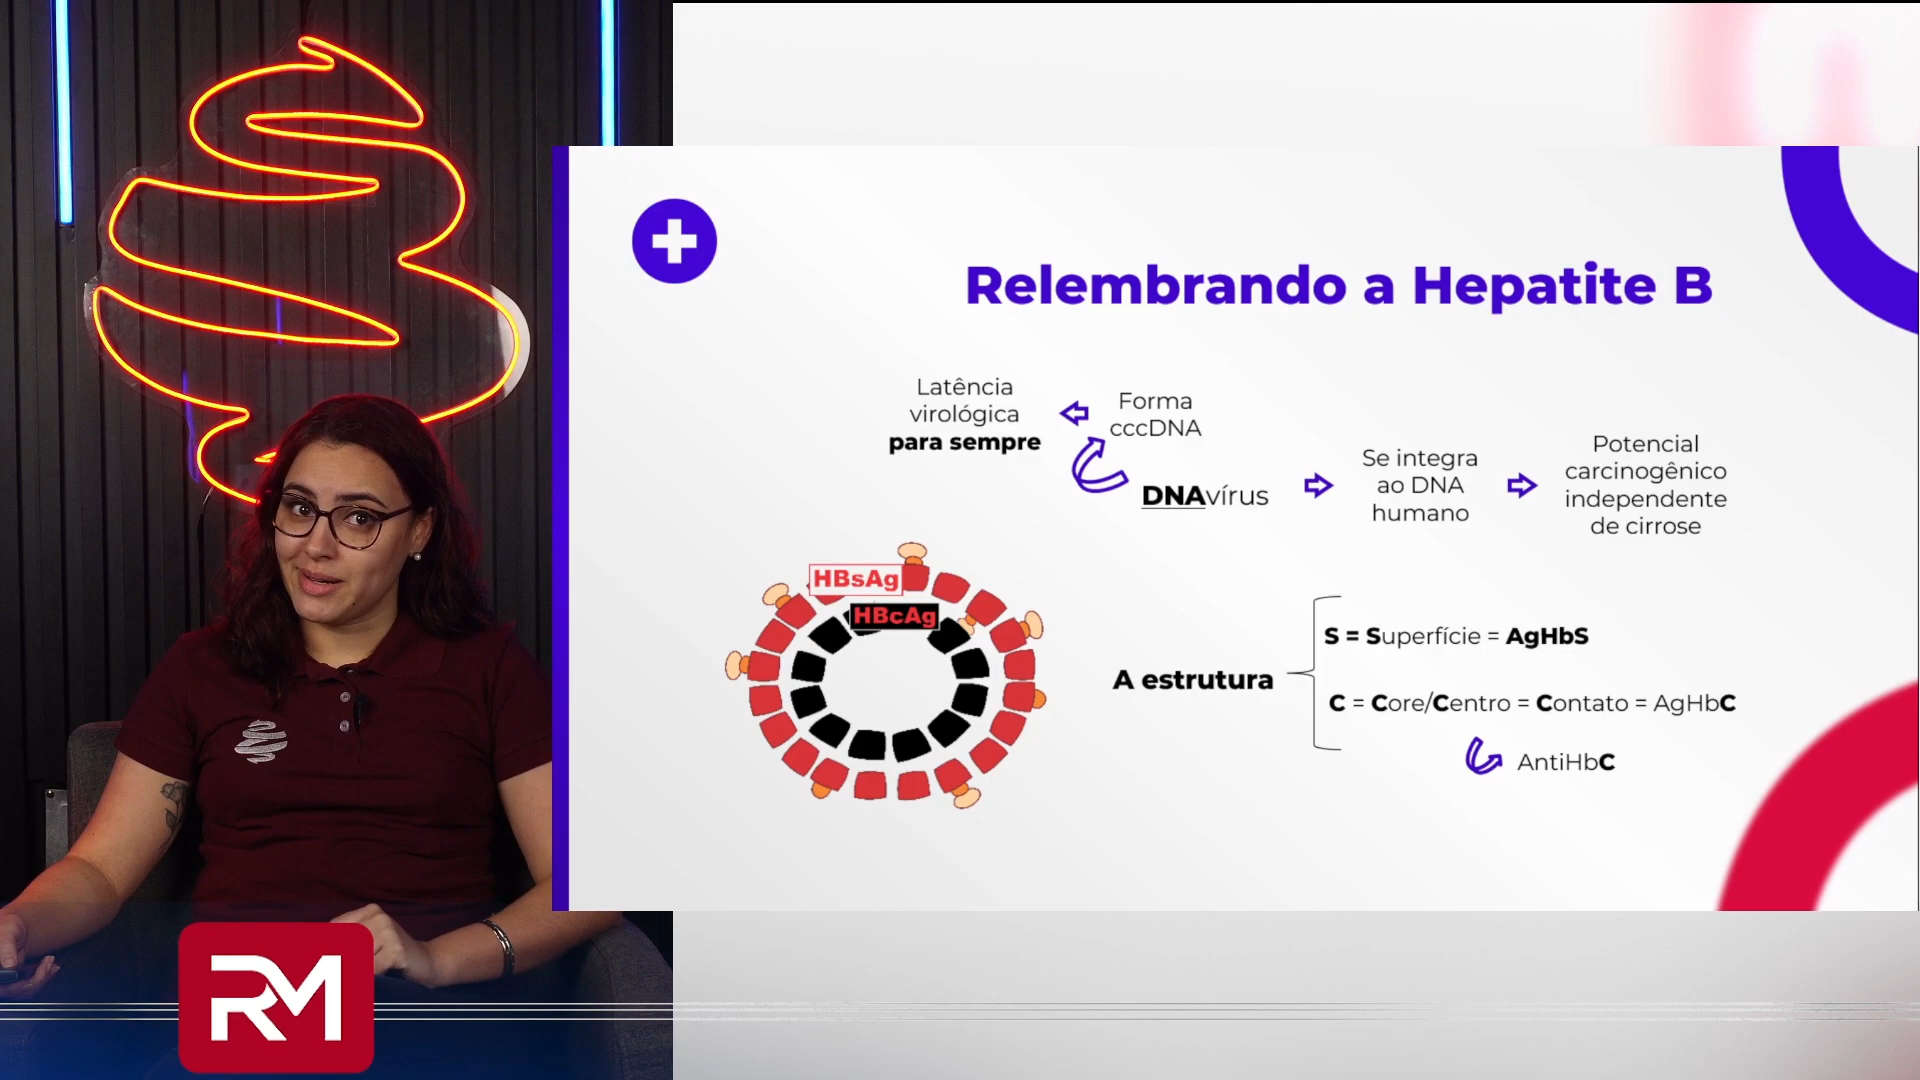 Relembrando a Hepatite B
Latência
virológica
para sempre
Forma
cccDNA
DNAvírus
Se integra
ao DNA
humano
Potencial
carcinogênico
independente
de cirrose
HBsAg
HBcAg
A estrutura
S = Superfície = AgHbS
C = Core/Centro = Contato = AgHbC
AntiHbC
RM